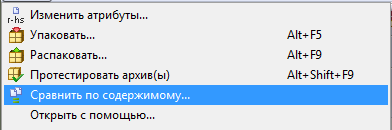 r-hs Изменить атрибуты...
Упаковать... Alt+F5
Распаковать... Alt+F9
Протестировать архив(ы) Alt+Shift+F9
Сравнить по содержимому...
Открыть с помощью...